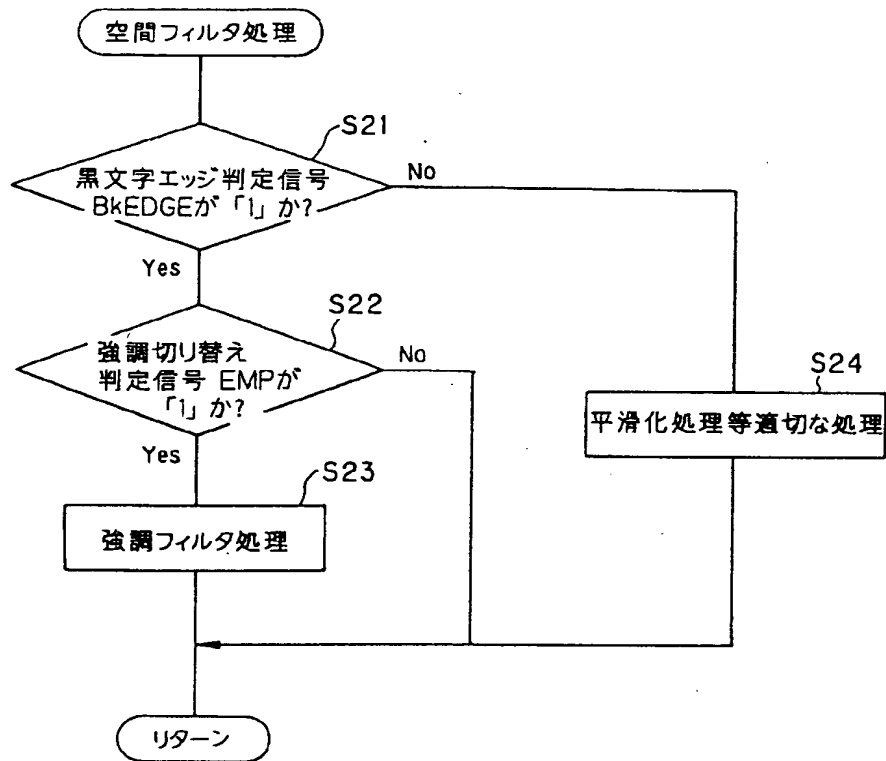 空間フィルタ処理
S21
黒文字エッジ判定信号
BkEDGEが「1」か?
No
Yes
S22
強調切り替え
判定信号 EMPが
「1」か?
No
Yes
S24
平滑化処理等適切な処理
S23
強調フィルタ処理
リターン